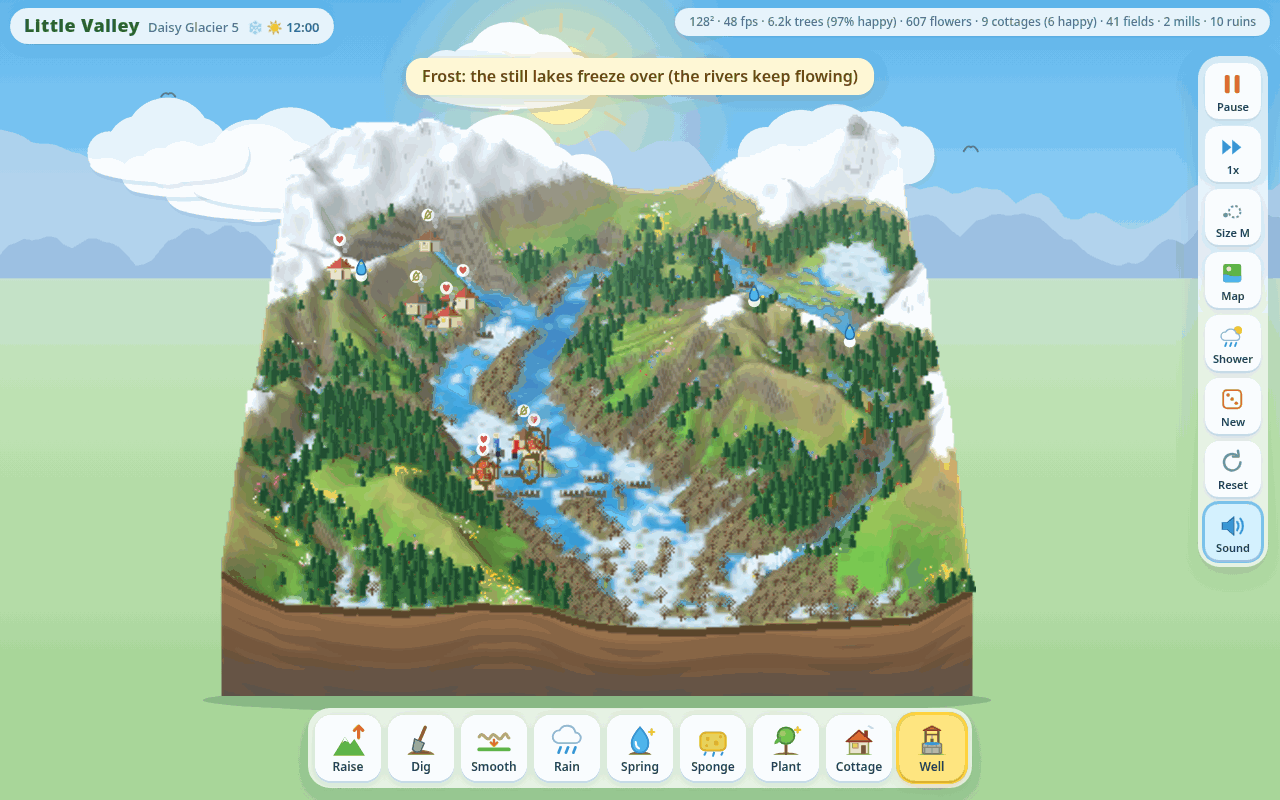 Little Valley Daisy Glacier 5 12:00
128² · 48 fps · 6.2k trees (97% happy) · 607 flowers · 9 cottages (6 happy) · 41 fields · 2 mills · 10 ruins
Frost: the still lakes freeze over (the rivers keep flowing)
Pause
1x
Size M
Map
Shower
New
Reset
Sound
Raise
Dig
Smooth
Rain
Spring
Sponge
Plant
Cottage
Well